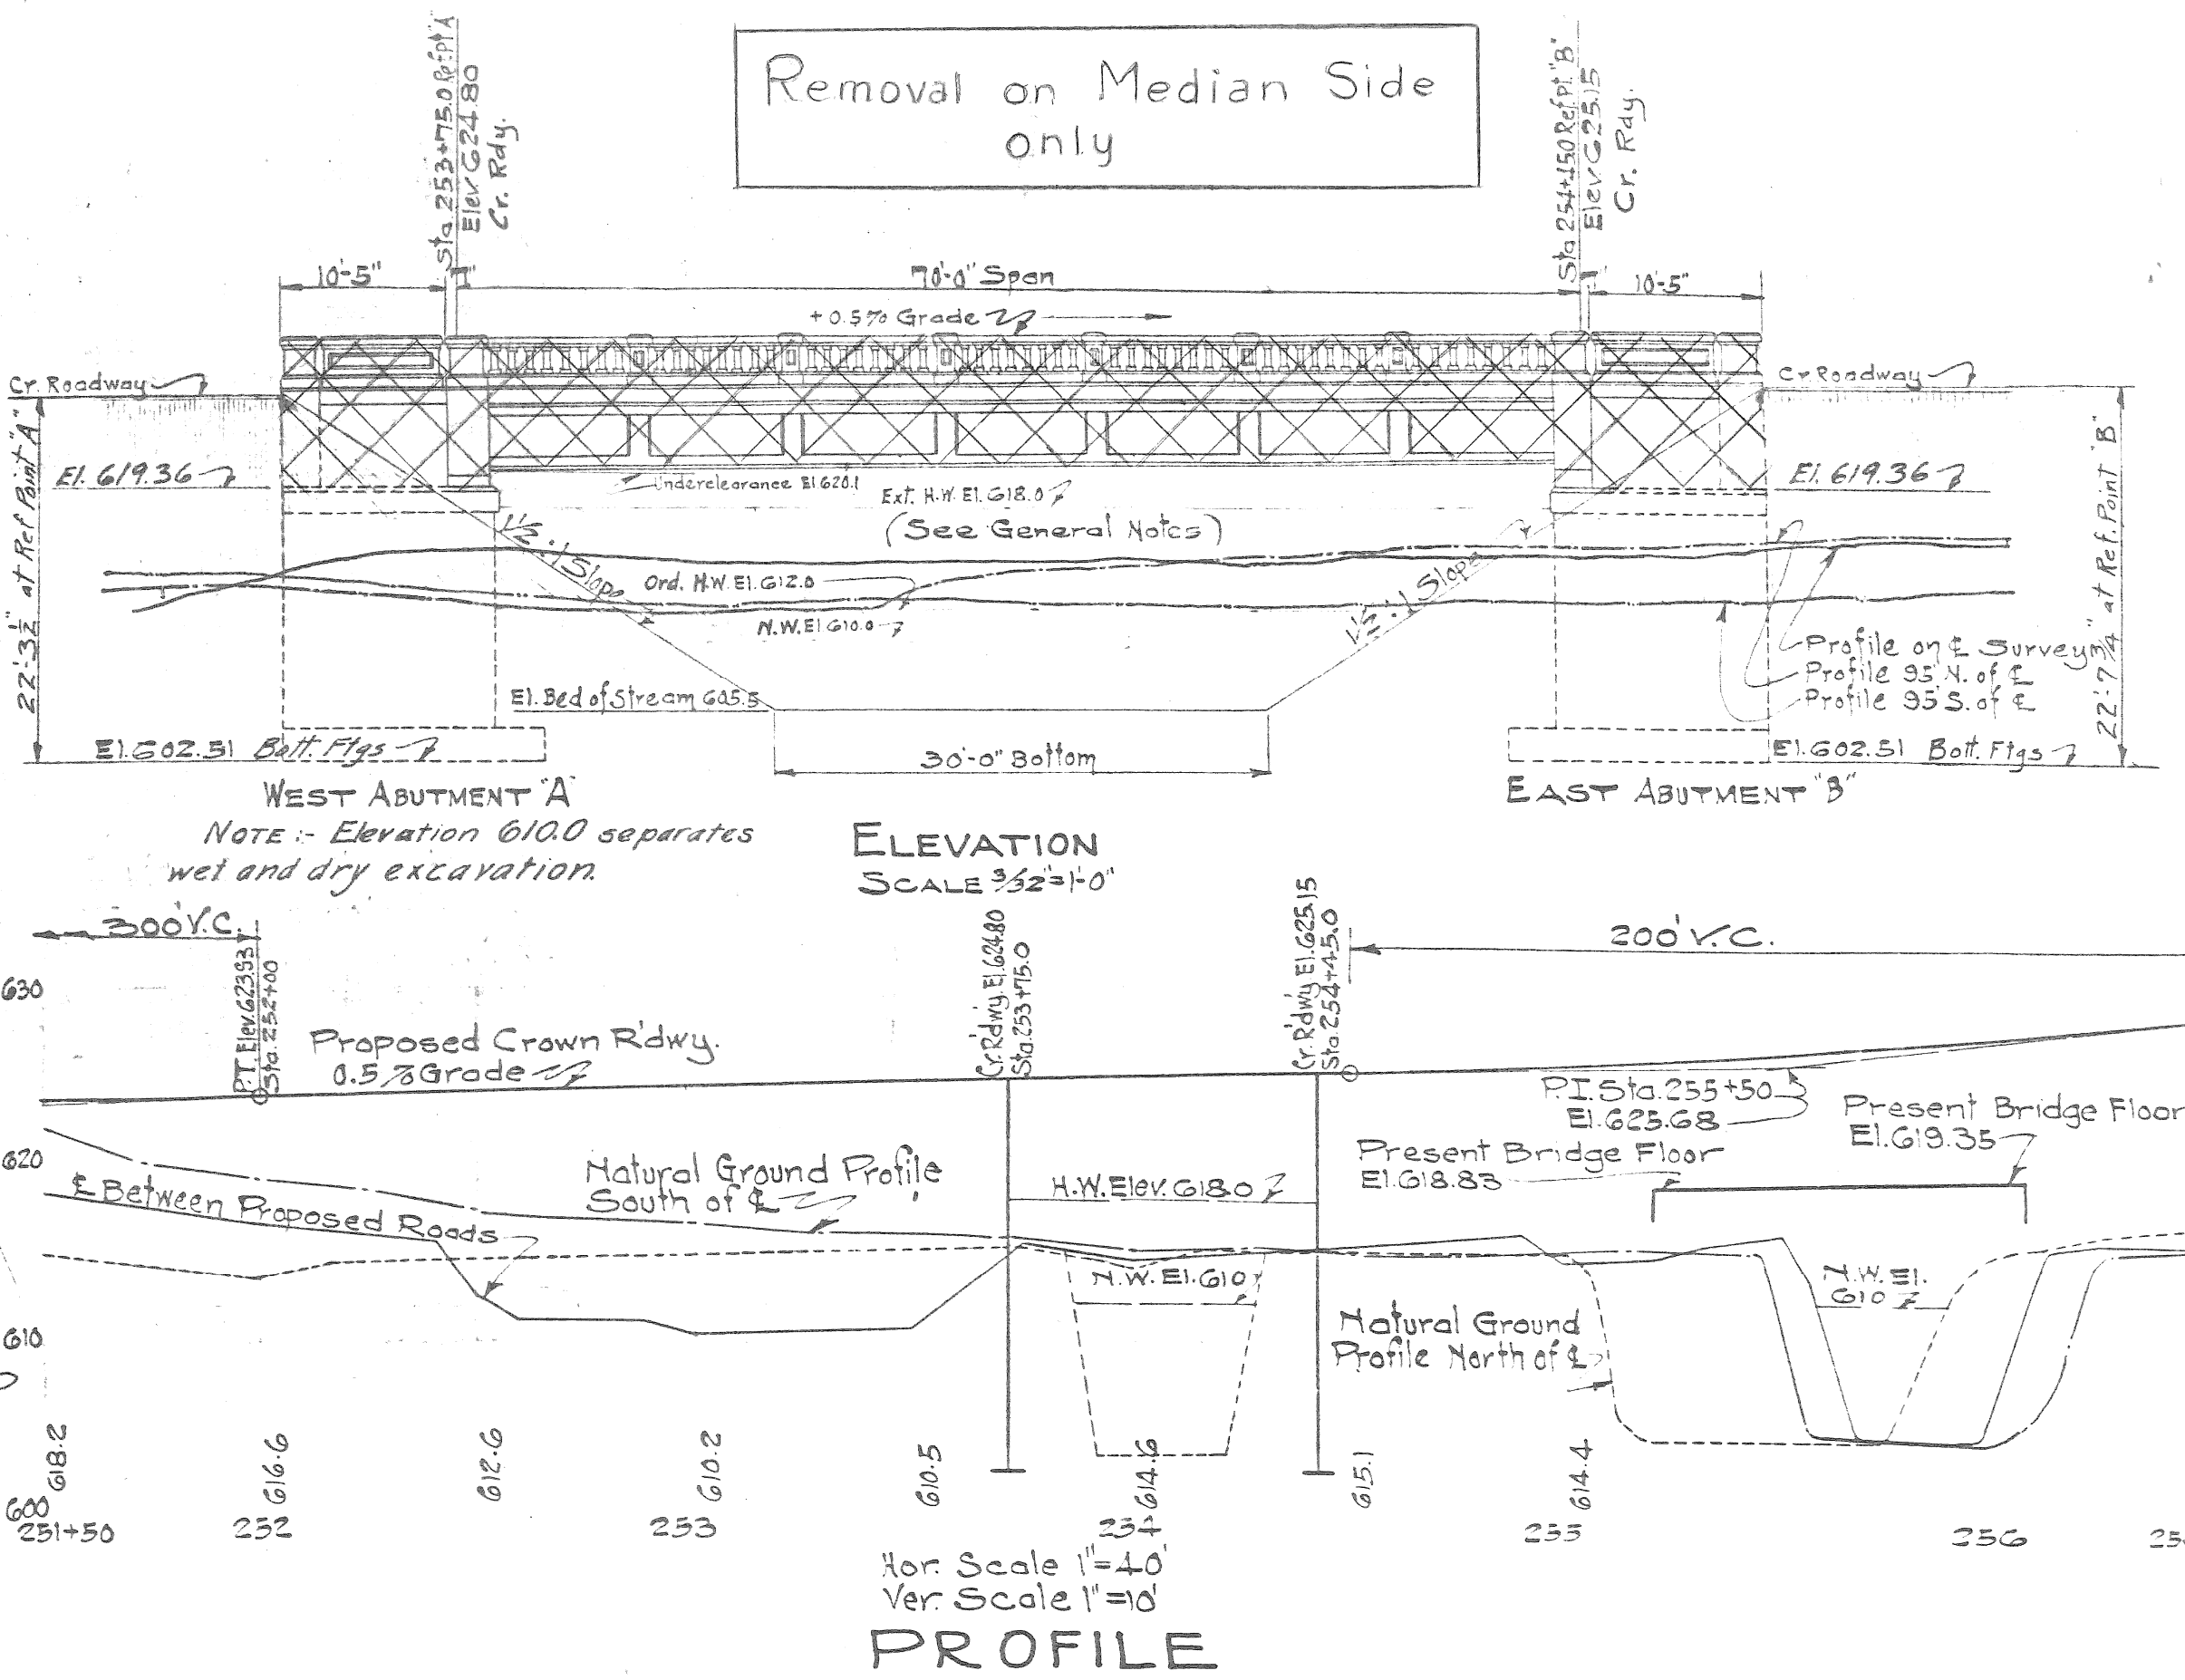 Removal on Median Side
only
Sta. 253+75.0 Ref. Pt. "A"
Elev. 624.80
Cr. Rdy.
Sta. 254+45.0 Ref. Pt. "B"
Elev. 625.15
Cr. Rdy.
10'-5"
1"
70'-0" Span
1"
10'-5"
+0.5% Grade
Cr. Roadway
Cr. Roadway
22'-3½" at Ref. Point "A"
El. 619.36
Underclearance El. 620.1
Ext. H.W. El. 618.0
(See General Notes)
El. 619.36
22'-7¾" at Ref. Point "B"
1½:1 Slope
Ord. H.W. El. 612.0
N.W. El. 610.0
1½:1 Slope
Profile on ℄ Survey
Profile 95' N. of ℄
Profile 95' S. of ℄
El. Bed of Stream 605.5
El. 602.51 Bott. Ftgs
30'-0" Bottom
El. 602.51 Bott. Ftgs
WEST ABUTMENT "A"
EAST ABUTMENT "B"
NOTE:- Elevation 610.0 separates
wet and dry excavation.
ELEVATION
SCALE 3/32"=1'-0"
300' V.C.
200' V.C.
P.T. Elev. 623.93
Sta. 252+00
Cr. R'dwy. El. 624.80
Sta. 253+75.0
Cr. R'dwy. El. 625.15
Sta. 254+45.0
630
Proposed Crown R'dwy.
0.5% Grade
P.I. Sta. 255+50
El. 625.68
Present Bridge Floor
El. 619.35
620
Natural Ground Profile
South of ℄
℄ Between Proposed Roads
H.W. Elev. 618.0
Present Bridge Floor
El. 618.83
N.W. El. 610
N.W. El.
610
Natural Ground
Profile North of ℄
610
618.2
616.6
612.6
610.2
610.5
614.6
615.1
614.4
600
251+50
252
253
254
255
256
Hor. Scale 1"=40'
Ver. Scale 1"=10'
PROFILE